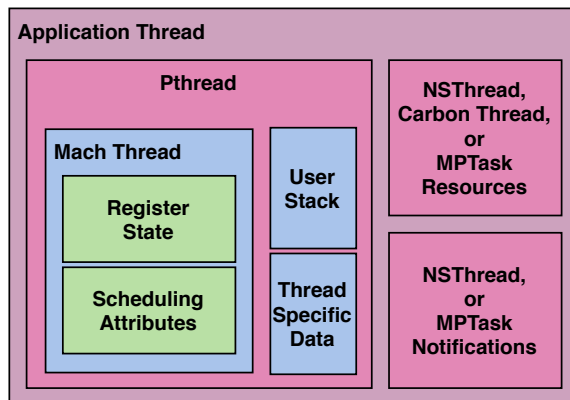 Application Thread
Pthread
Mach Thread
Register
State
Scheduling
Attributes
User
Stack
Thread
Specific
Data
NSThread,
Carbon Thread,
or
MPTask
Resources
NSThread,
or
MPTask
Notifications